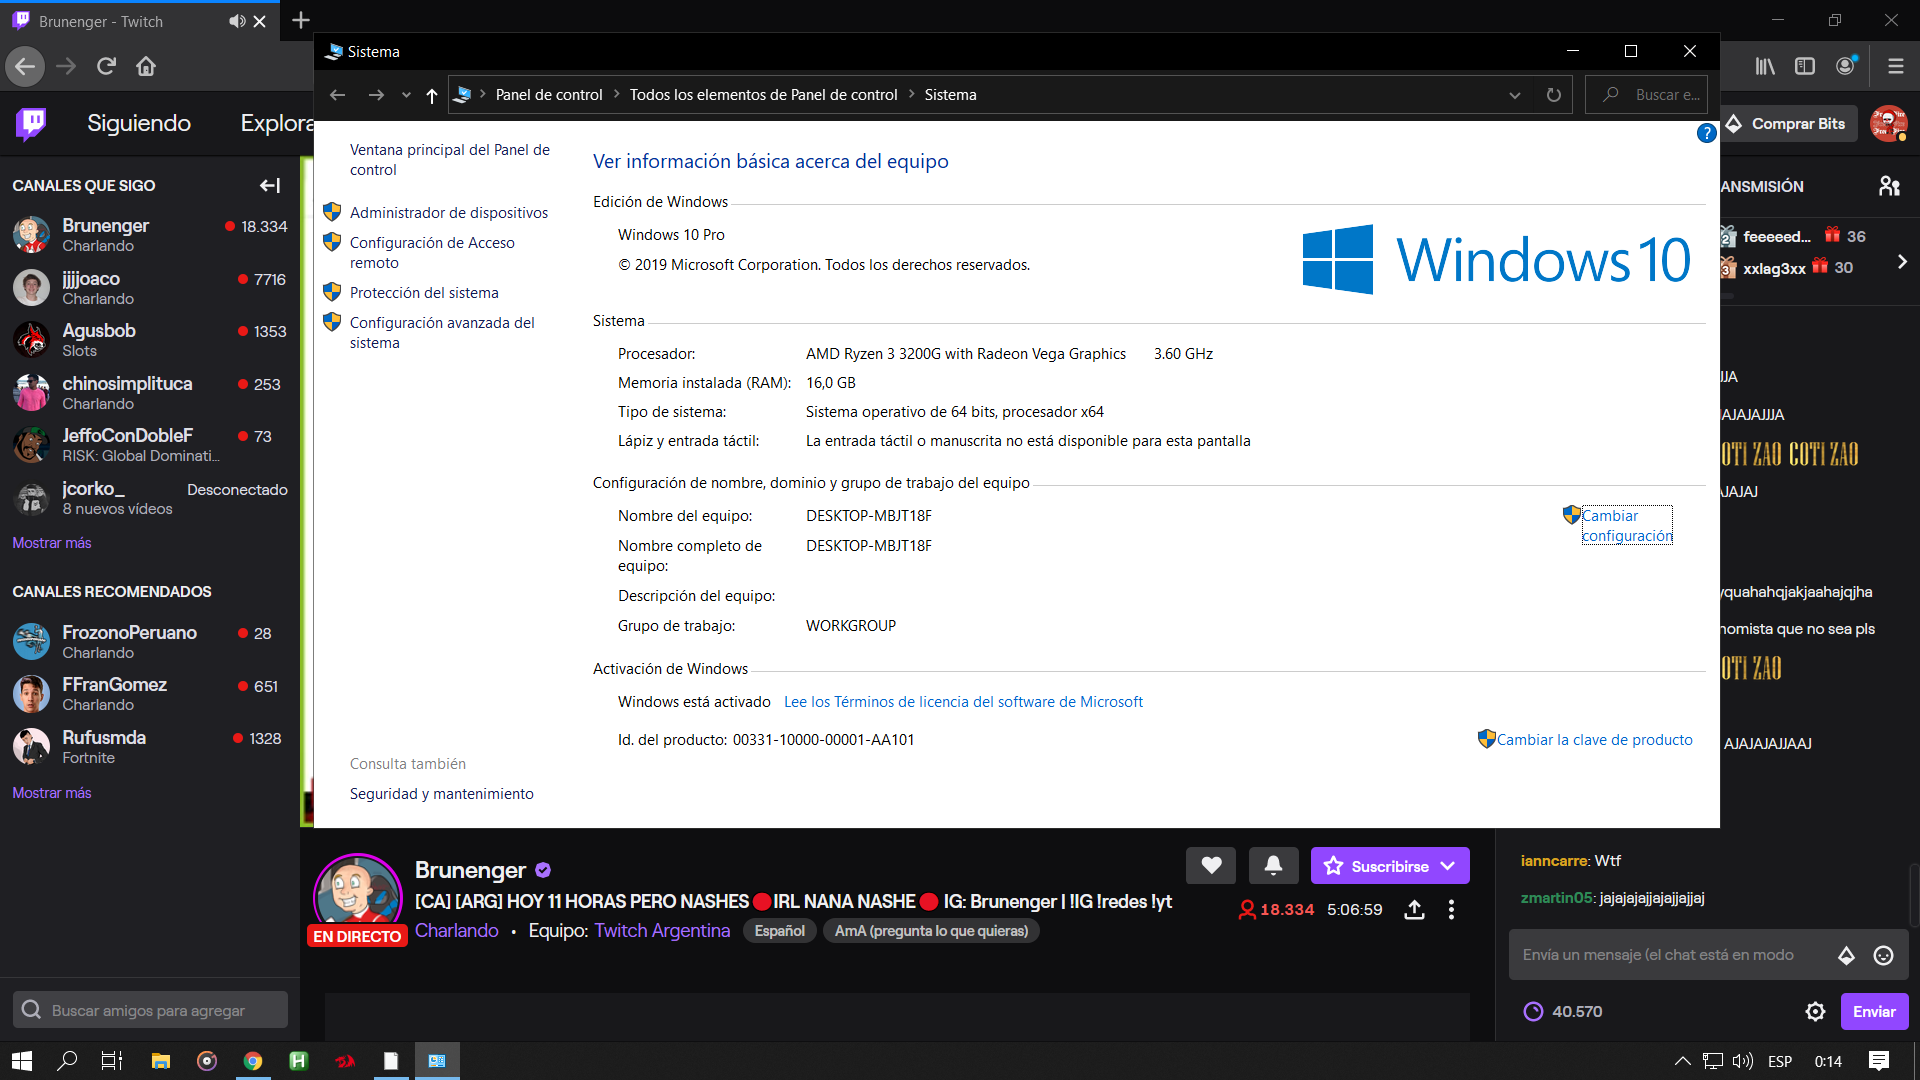 Brunenger - Twitch
Sistema
Panel de control
Todos los elementos de Panel de control
Sistema
Buscar e...
Siguiendo
Explora
Comprar Bits
CANALES QUE SIGO
Brunenger
18.334
Charlando
jjjjoaco
7716
Charlando
Agusbob
1353
Slots
chinosimplituca
253
Charlando
JeffoConDobleF
73
RISK: Global Dominati...
jcorko_
Desconectado
8 nuevos vídeos
Mostrar más
CANALES RECOMENDADOS
FrozonoPeruano
28
Charlando
FFranGomez
651
Charlando
Rufusmda
1328
Fortnite
Mostrar más
Buscar amigos para agregar
Ventana principal del Panel de
control
Administrador de dispositivos
Configuración de Acceso
remoto
Protección del sistema
Configuración avanzada del
sistema
Consulta también
Seguridad y mantenimiento
Ver información básica acerca del equipo
Edición de Windows
Windows 10 Pro
© 2019 Microsoft Corporation. Todos los derechos reservados.
Windows 10
Sistema
Procesador:
AMD Ryzen 3 3200G with Radeon Vega Graphics 3.60 GHz
Memoria instalada (RAM):
16,0 GB
Tipo de sistema:
Sistema operativo de 64 bits, procesador x64
Lápiz y entrada táctil:
La entrada táctil o manuscrita no está disponible para esta pantalla
Configuración de nombre, dominio y grupo de trabajo del equipo
Nombre del equipo:
DESKTOP-MBJT18F
Cambiar
configuración
Nombre completo de
equipo:
DESKTOP-MBJT18F
Descripción del equipo:
Grupo de trabajo:
WORKGROUP
Activación de Windows
Windows está activado
Lee los Términos de licencia del software de Microsoft
Id. del producto: 00331-10000-00001-AA101
Cambiar la clave de producto
ANSMISIÓN
2
feeeeed...
36
3
xxlag3xx
30
JJA
JAJAJAJJJA
OTI ZAO COTI ZAO
JAJAJ
yquahahqjakjaahajqjha
nomista que no sea pls
OTI ZAO
AJAJAJAJJAAJ
ianncarre: Wtf
zmartin05: jajajajajjajajjajjaj
Envía un mensaje (el chat está en modo
40.570
Enviar
Brunenger
Suscribirse
[CA] [ARG] HOY 11 HORAS PERO NASHES 🔴IRL NANA NASHE 🔴 IG: Brunenger | !IG !redes !yt
18.334
5:06:59
EN DIRECTO
Charlando • Equipo: Twitch Argentina
Español
AmA (pregunta lo que quieras)
ESP
0:14